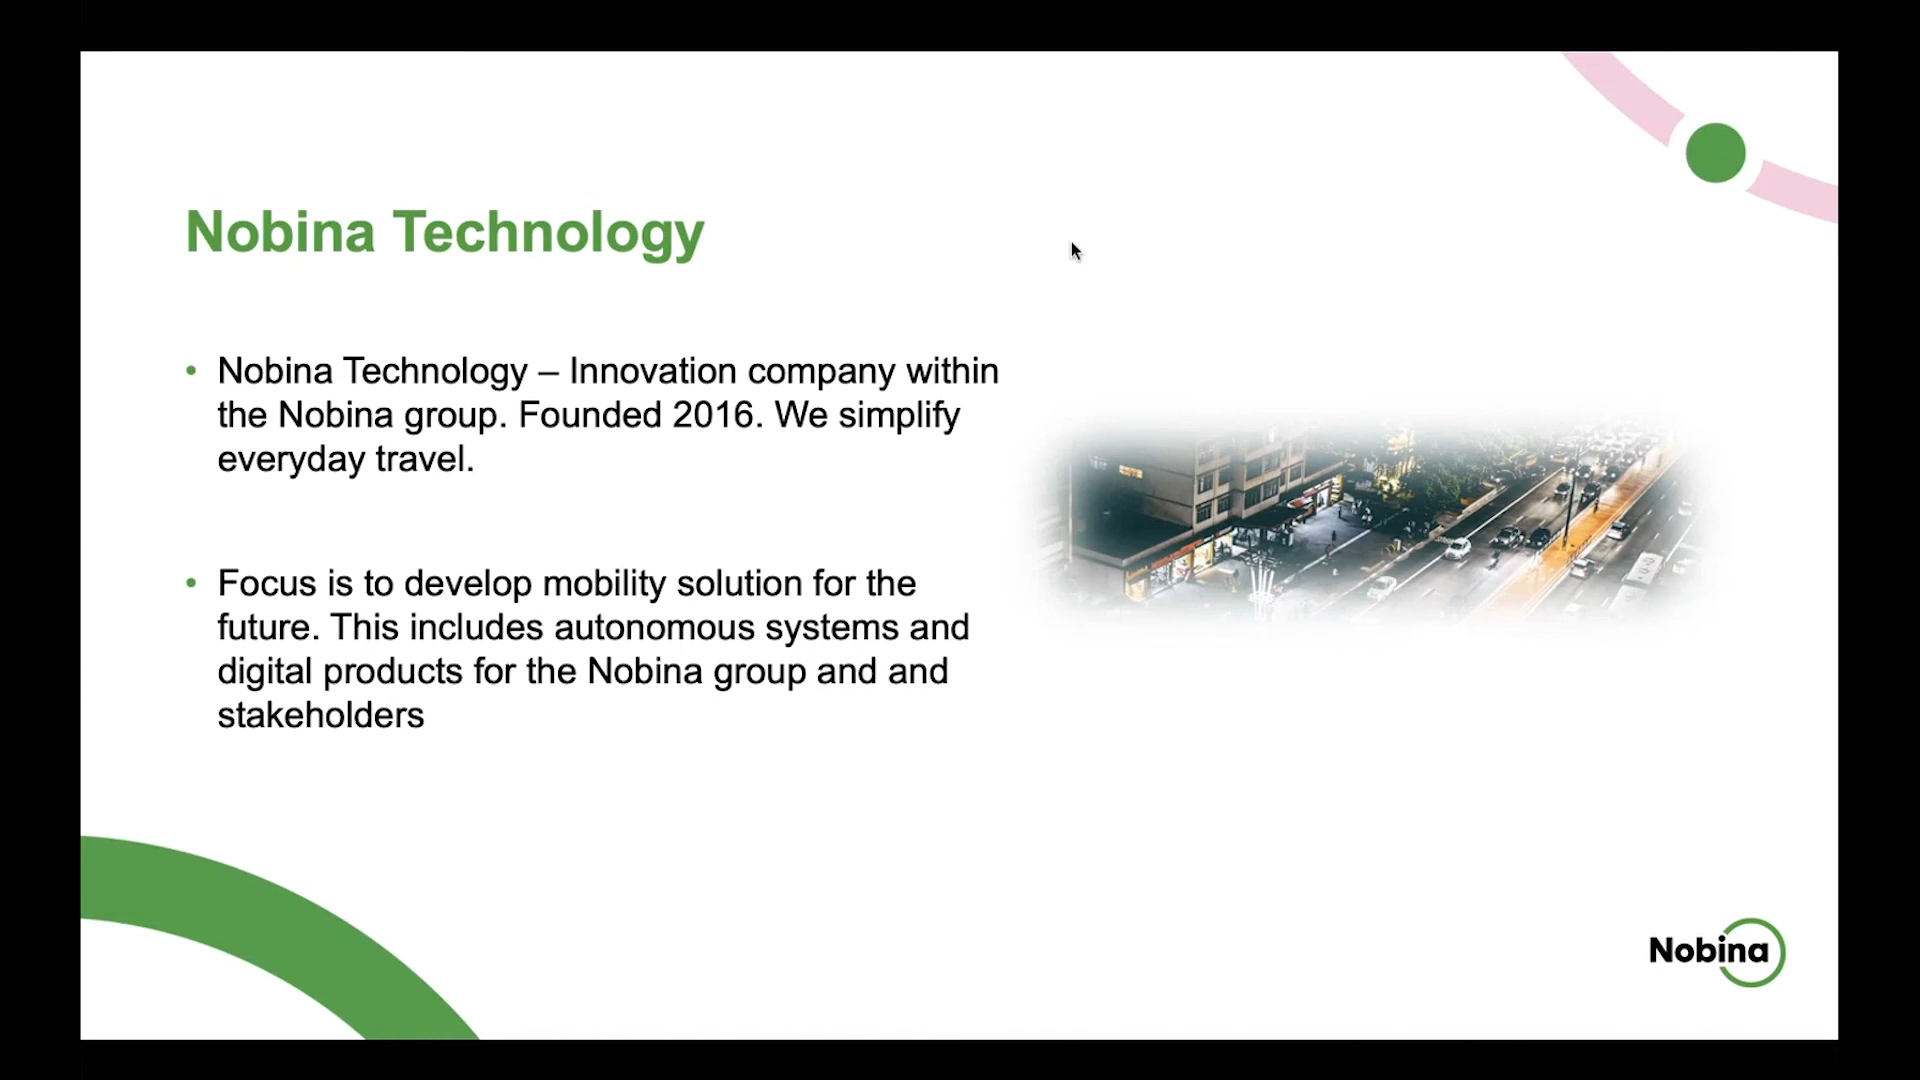 Nobina Technology
• Nobina Technology – Innovation company within
the Nobina group. Founded 2016. We simplify
everyday travel.
• Focus is to develop mobility solution for the
future. This includes autonomous systems and
digital products for the Nobina group and and
stakeholders
Nobina